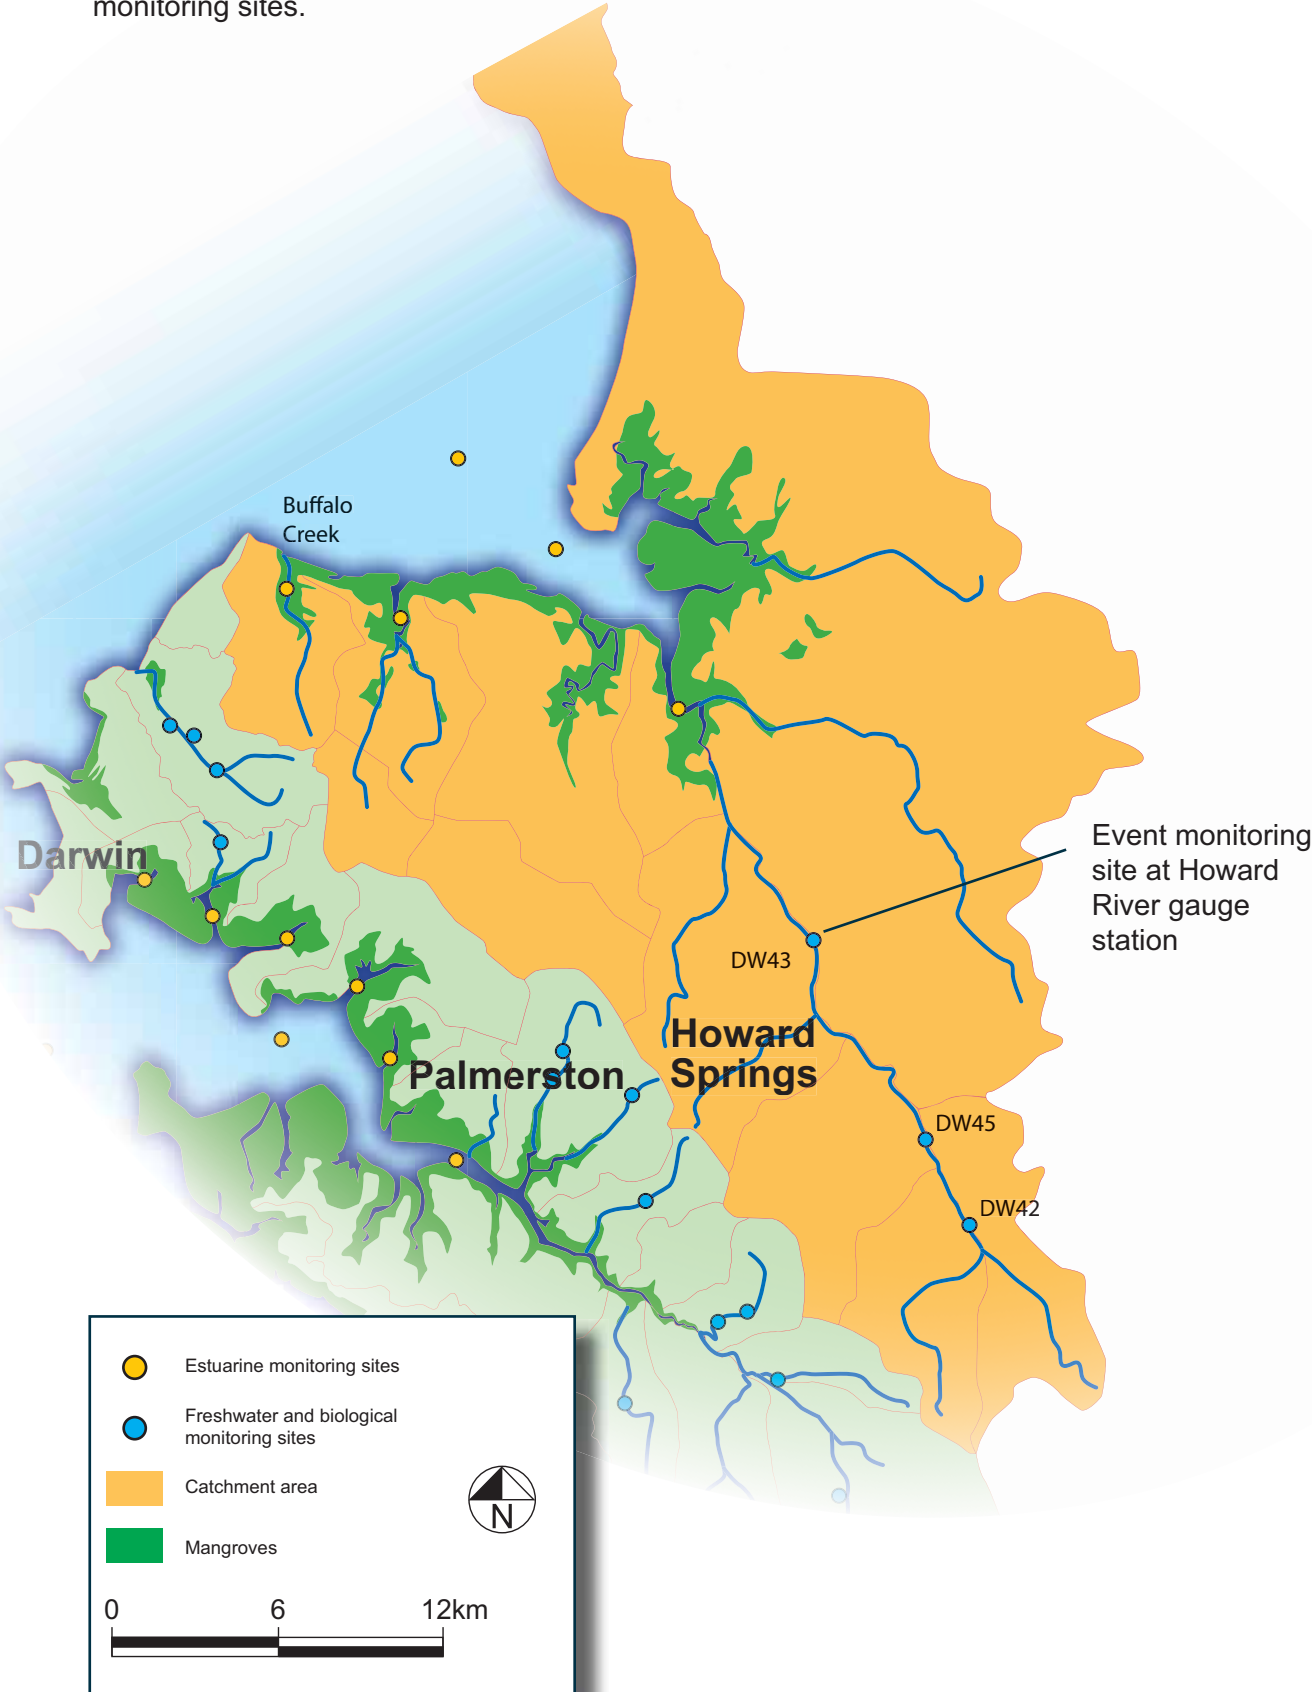 monitoring sites.
Buffalo
Creek
Darwin
Event monitoring
site at Howard
River gauge
station
DW43
Howard
Springs
Palmerston
DW45
DW42
Estuarine monitoring sites
Freshwater and biological
monitoring sites
Catchment area
N
Mangroves
0 6 12km